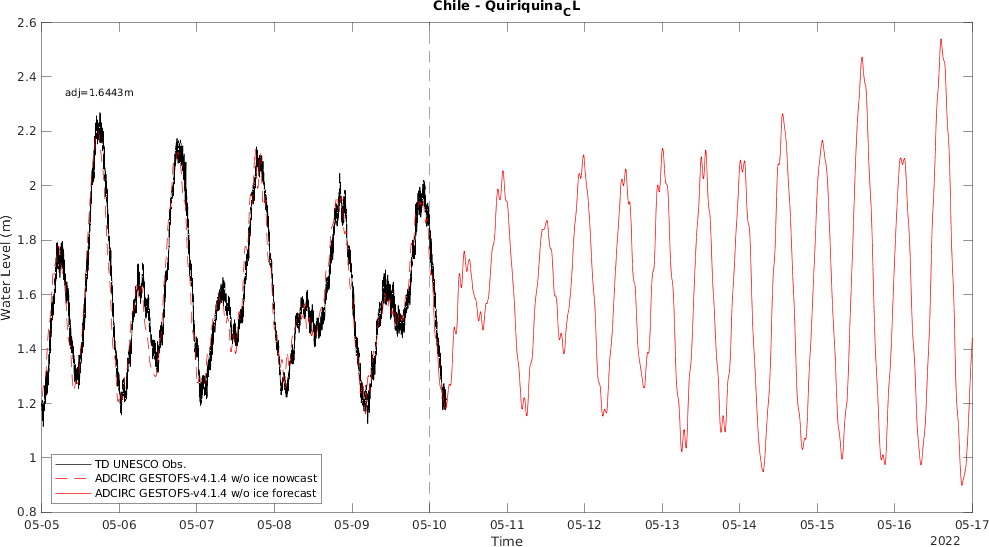 Chile - Quiriquina_CL
adj=1.6443m
Water Level (m)
2.6
2.4
2.2
2
1.8
1.6
1.4
1.2
1
0.8
TD UNESCO Obs.
ADCIRC GESTOFS-v4.1.4 w/o ice nowcast
ADCIRC GESTOFS-v4.1.4 w/o ice forecast
05-05 05-06 05-07 05-08 05-09 05-10 05-11 05-12 05-13 05-14 05-15 05-16 05-17
Time
2022